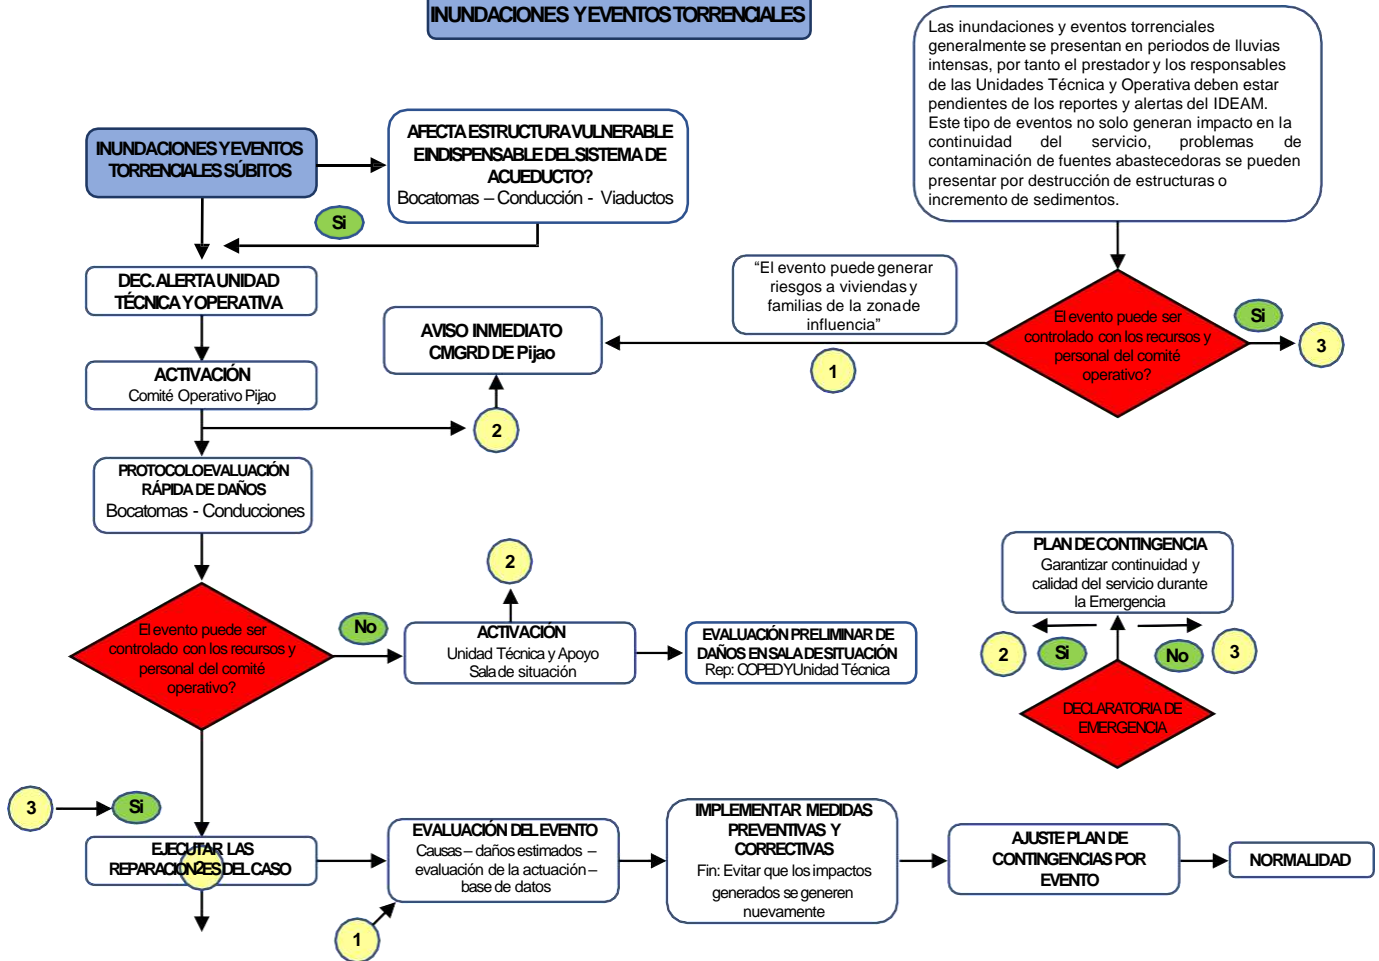 INUNDACIONES Y EVENTOS TORRENCIALES
Las inundaciones y eventos torrenciales
generalmente se presentan en periodos de lluvias
intensas, por tanto el prestador y los responsables
de las Unidades Técnica y Operativa deben estar
pendientes de los reportes y alertas del IDEAM.
Este tipo de eventos no solo generan impacto en la
continuidad del servicio, problemas de
contaminación de fuentes abastecedoras se pueden
presentar por destrucción de estructuras o
incremento de sedimentos.
INUNDACIONES Y EVENTOS
TORRENCIALES SÚBITOS
AFECTA ESTRUCTURA VULNERABLE
E INDISPENSABLE DEL SISTEMA DE
ACUEDUCTO?
Bocatomas – Conducción - Viaductos
Si
DEC. ALERTA UNIDAD
TÉCNICA Y OPERATIVA
"El evento puede generar
riesgos a viviendas y
familias de la zona de
influencia"
El evento puede ser
controlado con los recursos y
personal del comité
operativo?
Si
3
AVISO INMEDIATO
CMGRD DE Pijao
1
ACTIVACIÓN
Comité Operativo Pijao
2
PROTOCOLO EVALUACIÓN
RÁPIDA DE DAÑOS
Bocatomas - Conducciones
2
PLAN DE CONTINGENCIA
Garantizar continuidad y
calidad del servicio durante
la Emergencia
El evento puede ser
controlado con los recursos y
personal del comité
operativo?
No
ACTIVACIÓN
Unidad Técnica y Apoyo
Sala de situación
EVALUACIÓN PRELIMINAR DE
DAÑOS EN SALA DE SITUACIÓN
Rep: COPED Y Unidad Técnica
2
Si
No
3
DECLARATORIA DE
EMERGENCIA
3
Si
EJECUTAR LAS
REPARACIONES DEL CASO
2
EVALUACIÓN DEL EVENTO
Causas – daños estimados –
evaluación de la actuación –
base de datos
1
IMPLEMENTAR MEDIDAS
PREVENTIVAS Y
CORRECTIVAS
Fin: Evitar que los impactos
generados se generen
nuevamente
AJUSTE PLAN DE
CONTINGENCIAS POR
EVENTO
NORMALIDAD